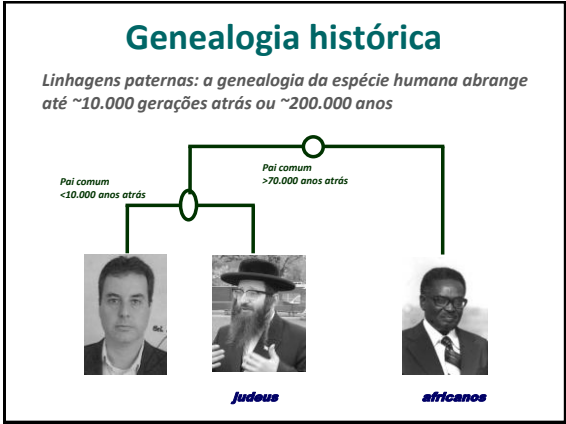 Genealogia histórica
Linhagens paternas: a genealogia da espécie humana abrange
até ~10.000 gerações atrás ou ~200.000 anos
Pai comum
>70.000 anos atrás
Pai comum
<10.000 anos atrás
judeus
africanos